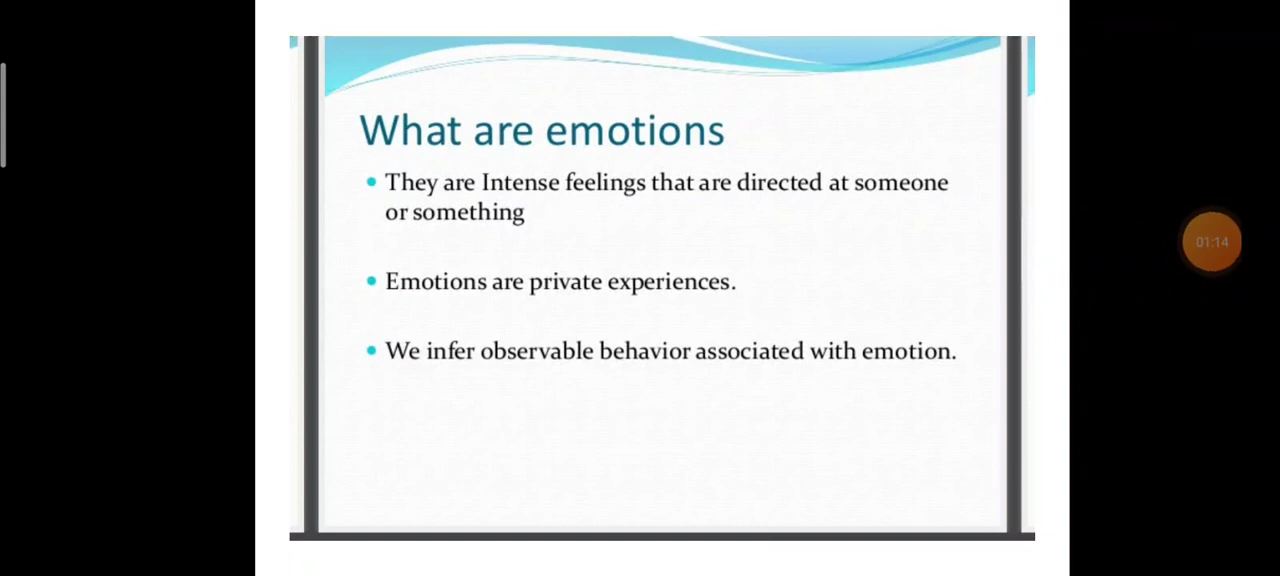 What are emotions
They are Intense feelings that are directed at someone
or something
Emotions are private experiences.
We infer observable behavior associated with emotion.
01:14